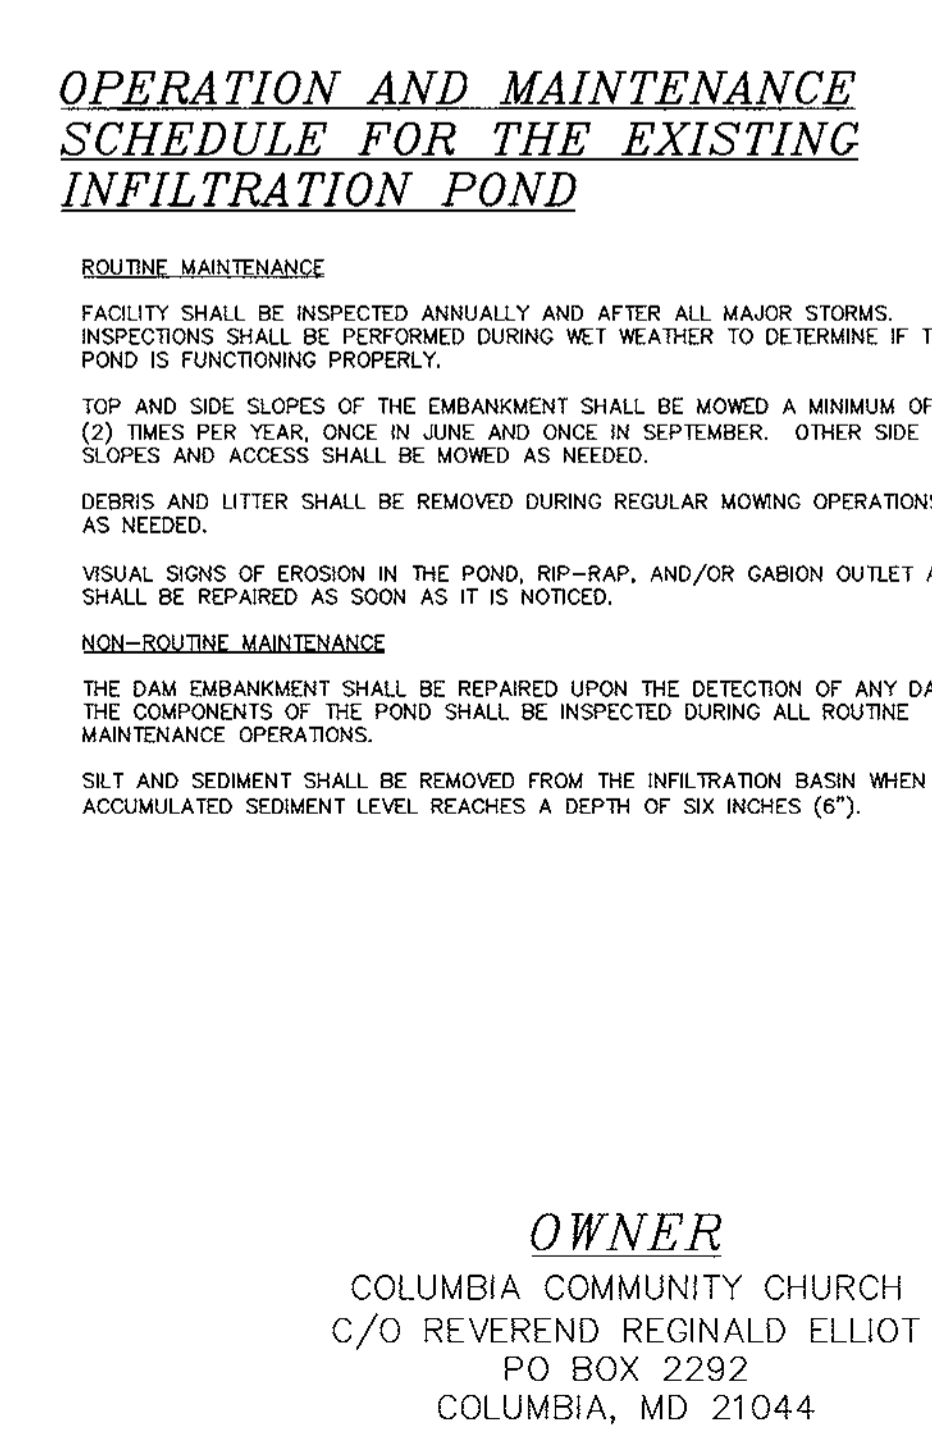 OPERATION AND MAINTENANCE
SCHEDULE FOR THE EXISTING
INFILTRATION POND
ROUTINE MAINTENANCE
FACILITY SHALL BE INSPECTED ANNUALLY AND AFTER ALL MAJOR STORMS.
INSPECTIONS SHALL BE PERFORMED DURING WET WEATHER TO DETERMINE IF
POND IS FUNCTIONING PROPERLY.
TOP AND SIDE SLOPES OF THE EMBANKMENT SHALL BE MOWED A MINIMUM OF
(2) TIMES PER YEAR, ONCE IN JUNE AND ONCE IN SEPTEMBER. OTHER SIDE
SLOPES AND ACCESS SHALL BE MOWED AS NEEDED.
DEBRIS AND LITTER SHALL BE REMOVED DURING REGULAR MOWING OPERATIONS
AS NEEDED.
VISUAL SIGNS OF EROSION IN THE POND, RIP-RAP, AND/OR GABION OUTLET
SHALL BE REPAIRED AS SOON AS IT IS NOTICED.
NON-ROUTINE MAINTENANCE
THE DAM EMBANKMENT SHALL BE REPAIRED UPON THE DETECTION OF ANY
THE COMPONENTS OF THE POND SHALL BE INSPECTED DURING ALL ROUTINE
MAINTENANCE OPERATIONS.
SILT AND SEDIMENT SHALL BE REMOVED FROM THE INFILTRATION BASIN WHEN
ACCUMULATED SEDIMENT LEVEL REACHES A DEPTH OF SIX INCHES (6").
OWNER
COLUMBIA COMMUNITY CHURCH
C/O REVEREND REGINALD ELLIOT
PO BOX 2292
COLUMBIA, MD 21044